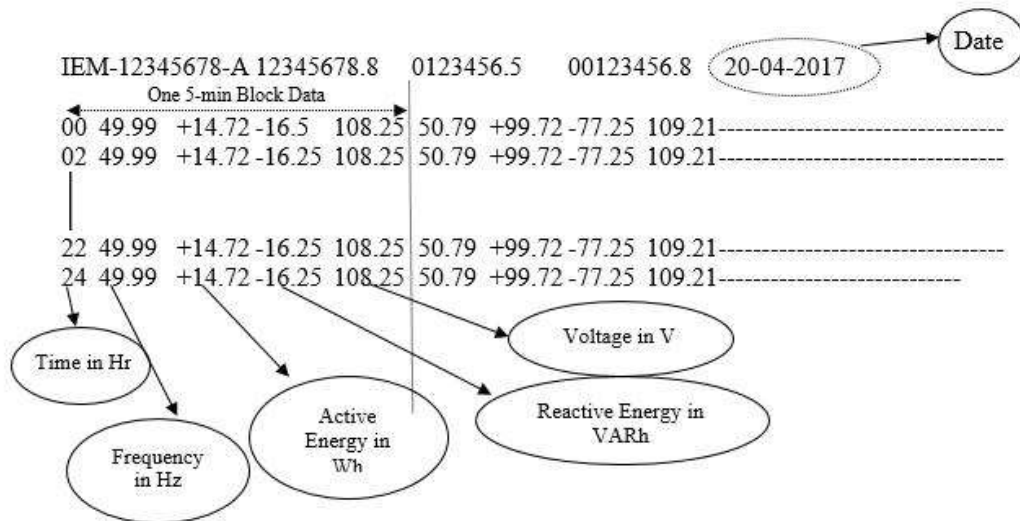 Date
IEM-12345678-A 12345678.8 0123456.5 00123456.8 20-04-2017
One 5-min Block Data
00 49.99 +14.72 -16.5 108.25 50.79 +99.72 -77.25 109.21------------------------------
02 49.99 +14.72 -16.25 108.25 50.79 +99.72 -77.25 109.21------------------------------
22 49.99 +14.72 -16.25 108.25 50.79 +99.72 -77.25 109.21------------------------------
24 49.99 +14.72 -16.25 108.25 50.79 +99.72 -77.25 109.21--------------------------
Time in Hr
Frequency
in Hz
Active
Energy in
Wh
Voltage in V
Reactive Energy in
VARh